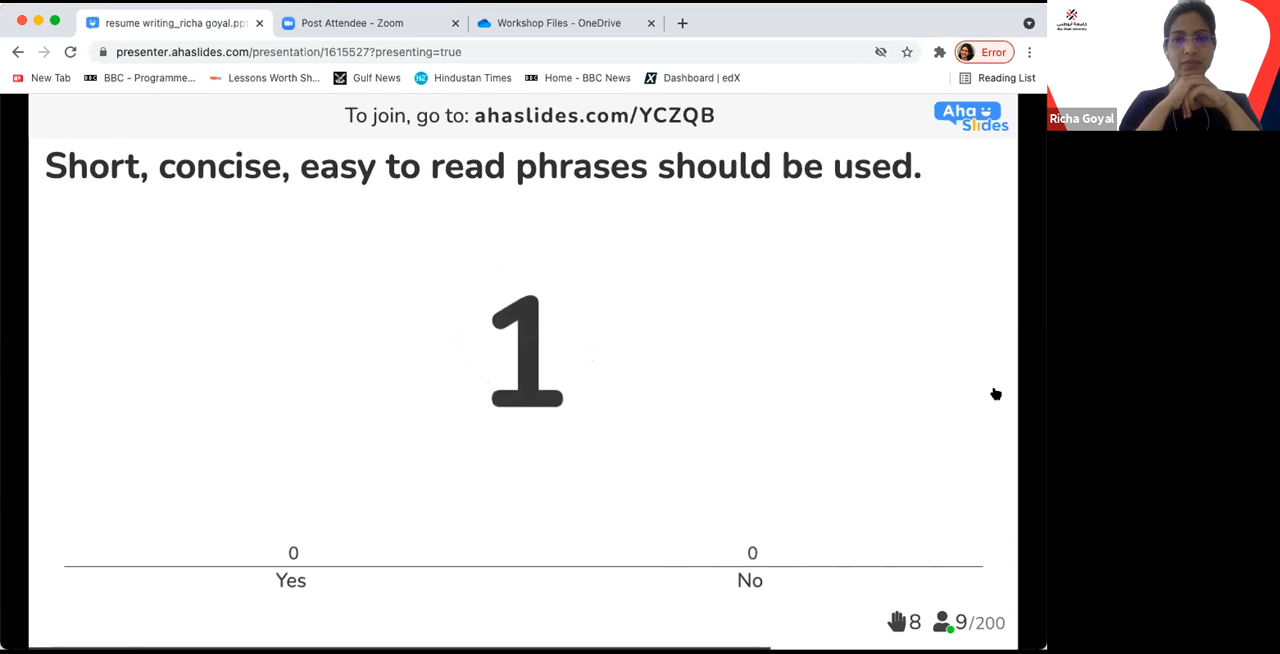 resume writing_richa goyal.pp
Post Attendee - Zoom
Workshop Files - OneDrive
presenter.ahaslides.com/presentation/1615527?presenting=true
Error
New Tab
BBC - Programme...
Lessons Worth Sh...
Gulf News
Hindustan Times
Home - BBC News
Dashboard | edX
Reading List
To join, go to: ahaslides.com/YCZQB
Aha
Slides
Richa Goyal
Short, concise, easy to read phrases should be used.
1
0
0
Yes
No
8
9/200